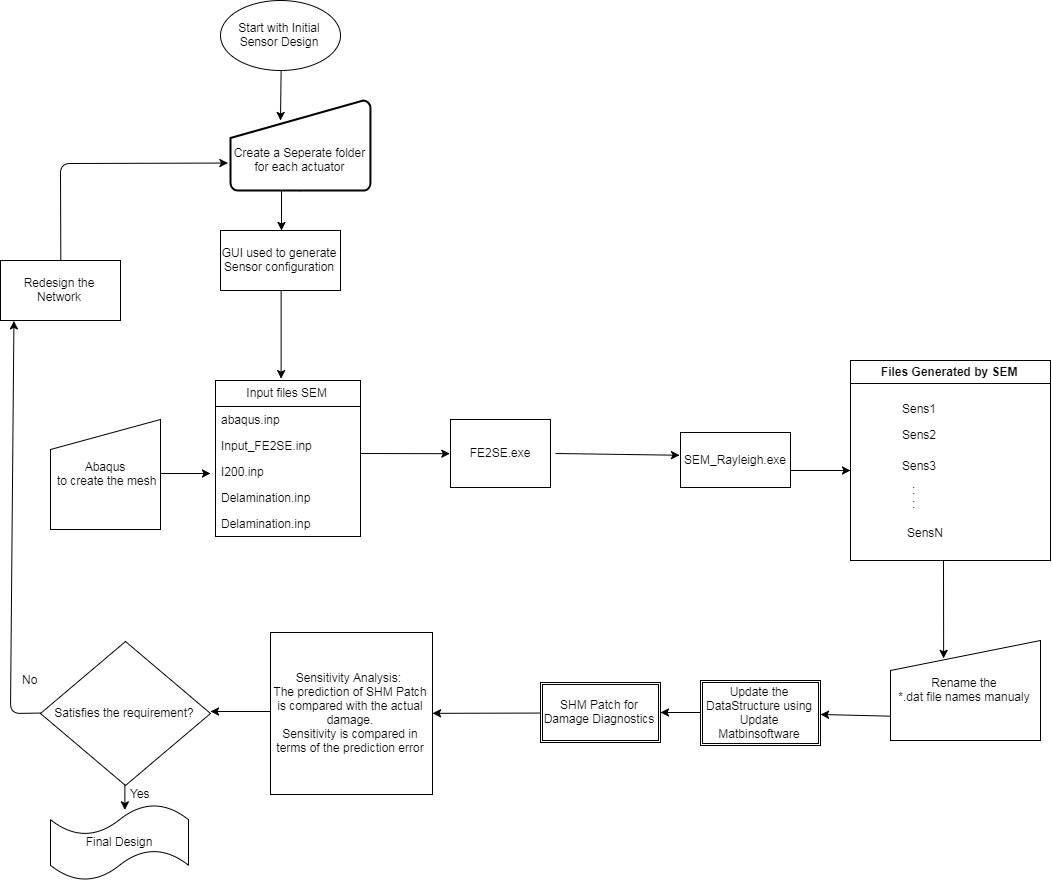 Start with Initial
Sensor Design
Create a Seperate folder
for each actuator
GUI used to generate
Sensor configuration
Redesign the
Network
Input files SEM
abaqus.inp
Input_FE2SE.inp
I200.inp
Delamination.inp
Delamination.inp
Abaqus
to create the mesh
FE2SE.exe
SEM_Rayleigh.exe
Files Generated by SEM
Sens1
Sens2
Sens3
.
.
.
SensN
Rename the
*.dat file names manualy
Update the
DataStructure using
Update
Matbinsoftware
SHM Patch for
Damage Diagnostics
Sensitivity Analysis:
The prediction of SHM Patch
is compared with the actual
damage.
Sensitivity is compared in
terms of the prediction error
Satisfies the requirement?
No
Yes
Final Design